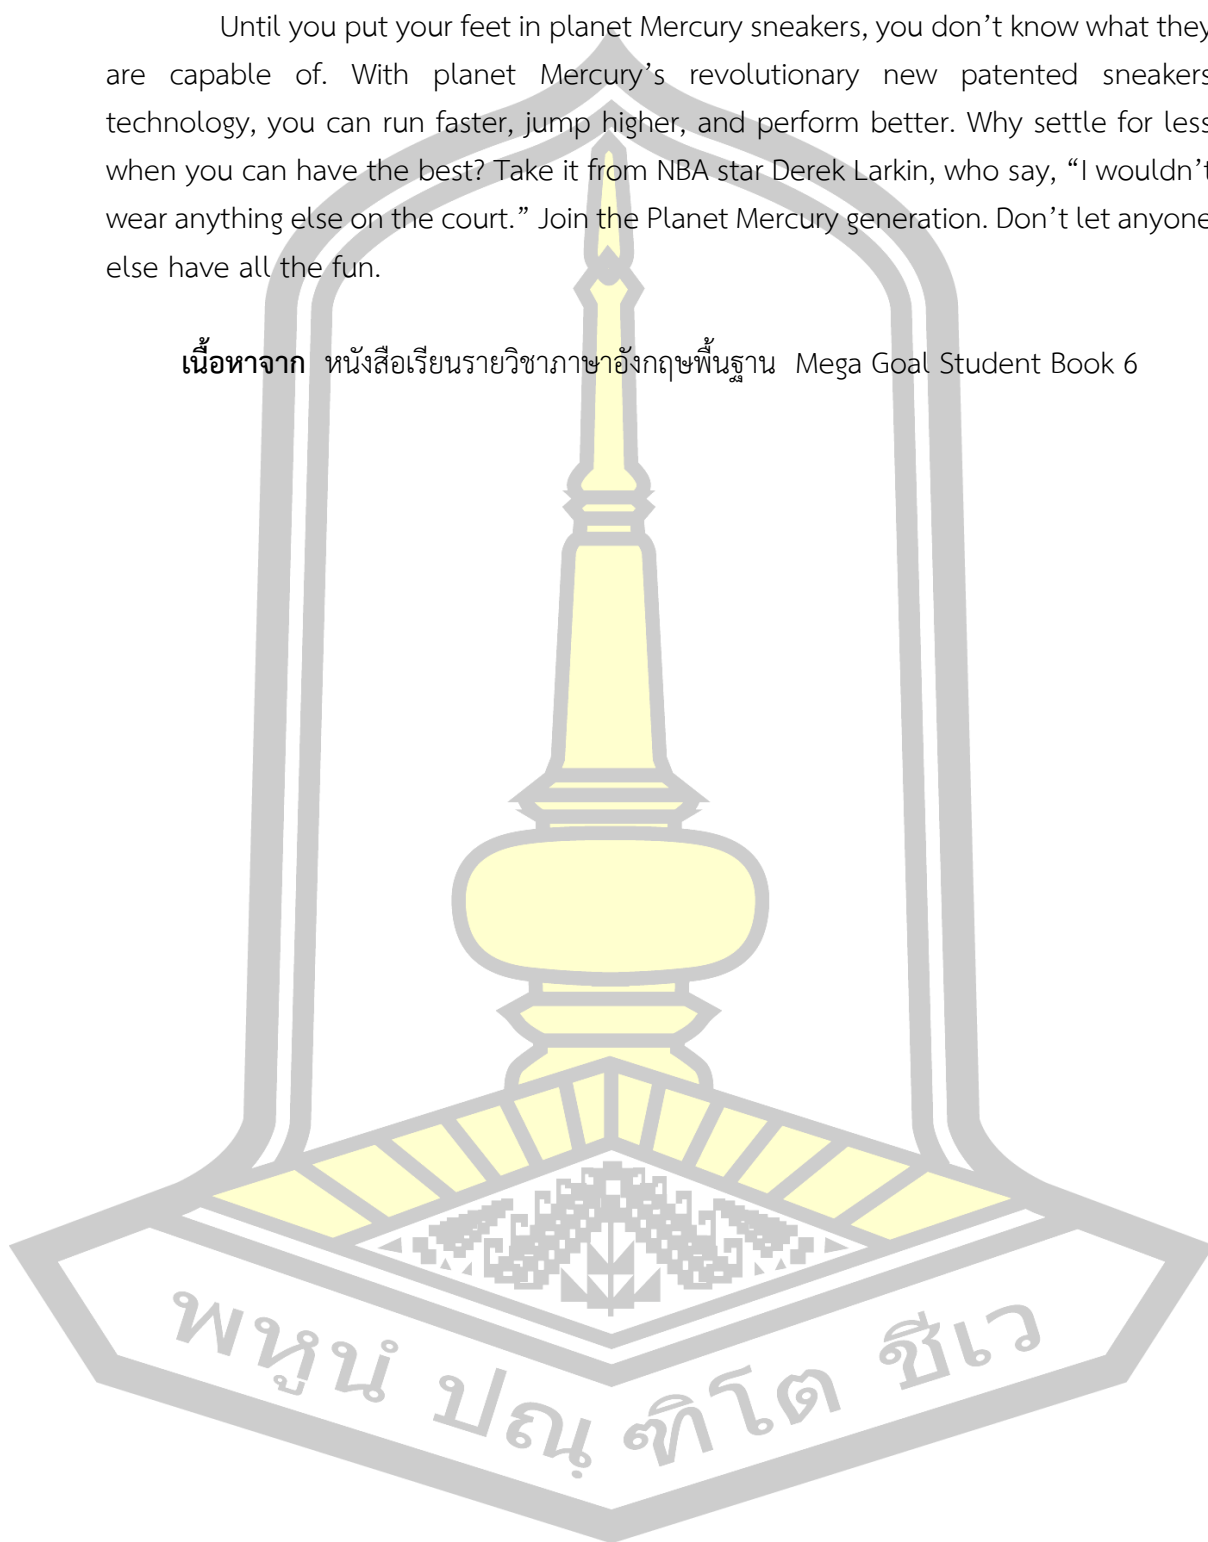 Until you put your feet in planet Mercury sneakers, you don’t know what they
are capable of. With planet Mercury’s revolutionary new patented sneakers
technology, you can run faster, jump higher, and perform better. Why settle for less
when you can have the best? Take it from NBA star Derek Larkin, who say, “I wouldn’t
wear anything else on the court.” Join the Planet Mercury generation. Don’t let anyone
else have all the fun.
เนื้อหาจาก หนังสือเรียนรายวิชาภาษาอังกฤษพื้นฐาน Mega Goal Student Book 6
พหูนํ ปณฺฑิโต ชีเว